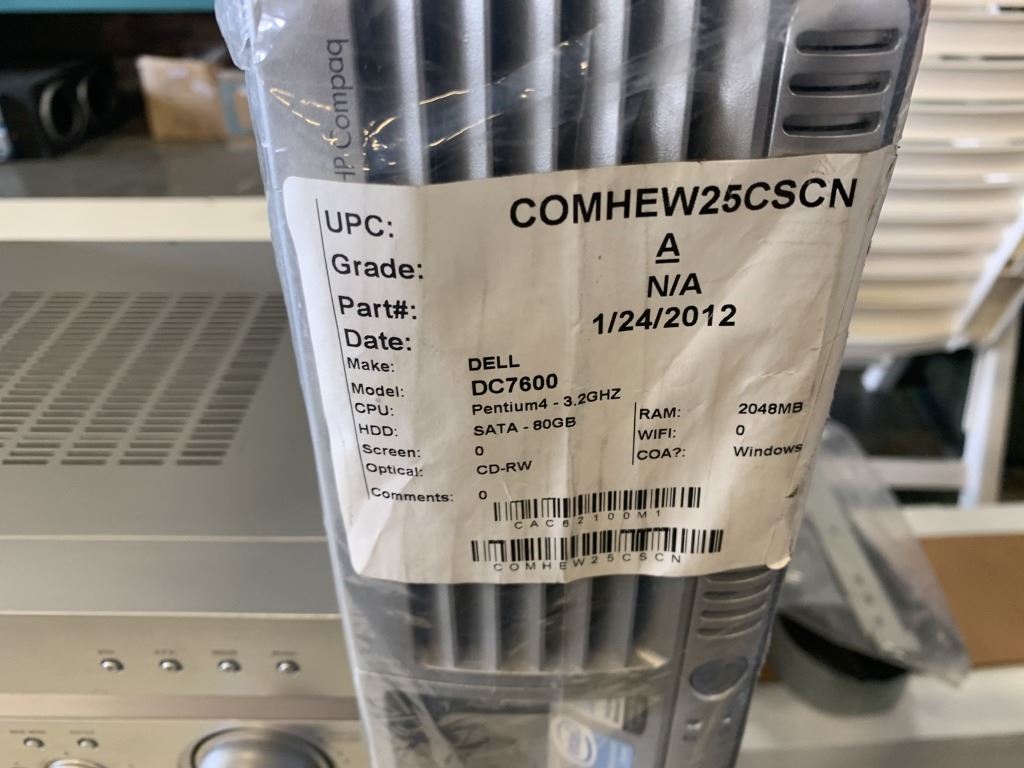 HP Compaq
UPC: COMHEW25CSCN
Grade: A
Part#: N/A
Date: 1/24/2012
Make: DELL
Model: DC7600
CPU: Pentium4 - 3.2GHZ
HDD: SATA - 80GB
Screen: 0
Optical: CD-RW
Comments: 0
RAM: 2048MB
WIFI: 0
COA?: Windows
CAC62100M1
COMHEW25CSCN